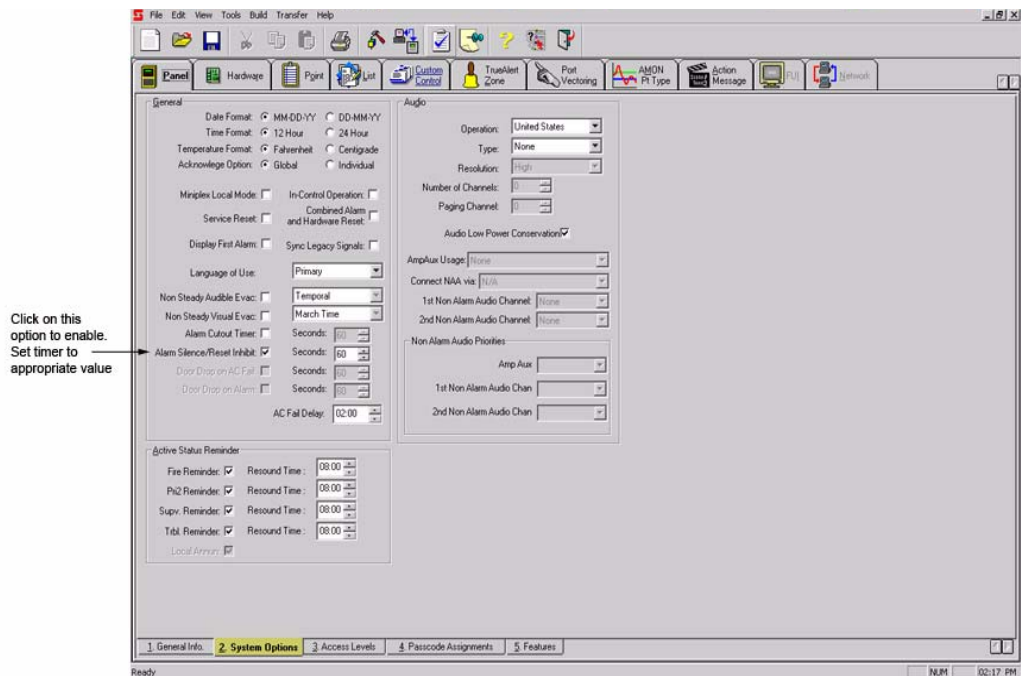 File Edit View Tools Build Transfer Help
Panel Hardware Point List Custom Control TrueAlert Zone Port Vectoring AMON Pt Type Action Message FUI Network
General
Date Format: MM-DD-YY DD-MM-YY
Time Format: 12 Hour 24 Hour
Temperature Format: Fahrenheit Centigrade
Acknowlege Option: Global Individual
Miniplex Local Mode: In-Control Operation:
Service Reset: Combined Alarm and Hardware Reset:
Display First Alarm: Sync Legacy Signals:
Language of Use: Primary
Non Steady Audible Evac: Temporal
Non Steady Visual Evac: March Time
Alarm Cutout Timer: Seconds: 60
Alarm Silence/Reset Inhibit: Seconds: 60
Door Drop on AC Fail: Seconds: 60
Door Drop on Alarm: Seconds: 60
AC Fail Delay: 02:00
Click on this
option to enable.
Set timer to
appropriate value
Active Status Reminder
Fire Reminder: Resound Time : 08:00
Pri2 Reminder: Resound Time : 08:00
Supv. Reminder: Resound Time : 08:00
Trbl. Reminder: Resound Time : 08:00
Local Annun:
Audio
Operation: United States
Type: None
Resolution: High
Number of Channels: 0
Paging Channel: 0
Audio Low Power Conservation
AmpAux Usage: None
Connect NAA via: N/A
1st Non Alarm Audio Channel: None
2nd Non Alarm Audio Channel: None
Non Alarm Audio Priorities
Amp Aux
1st Non Alarm Audio Chan
2nd Non Alarm Audio Chan
1. General Info. 2. System Options 3. Access Levels 4. Passcode Assignments 5. Features
Ready NUM 02:17 PM